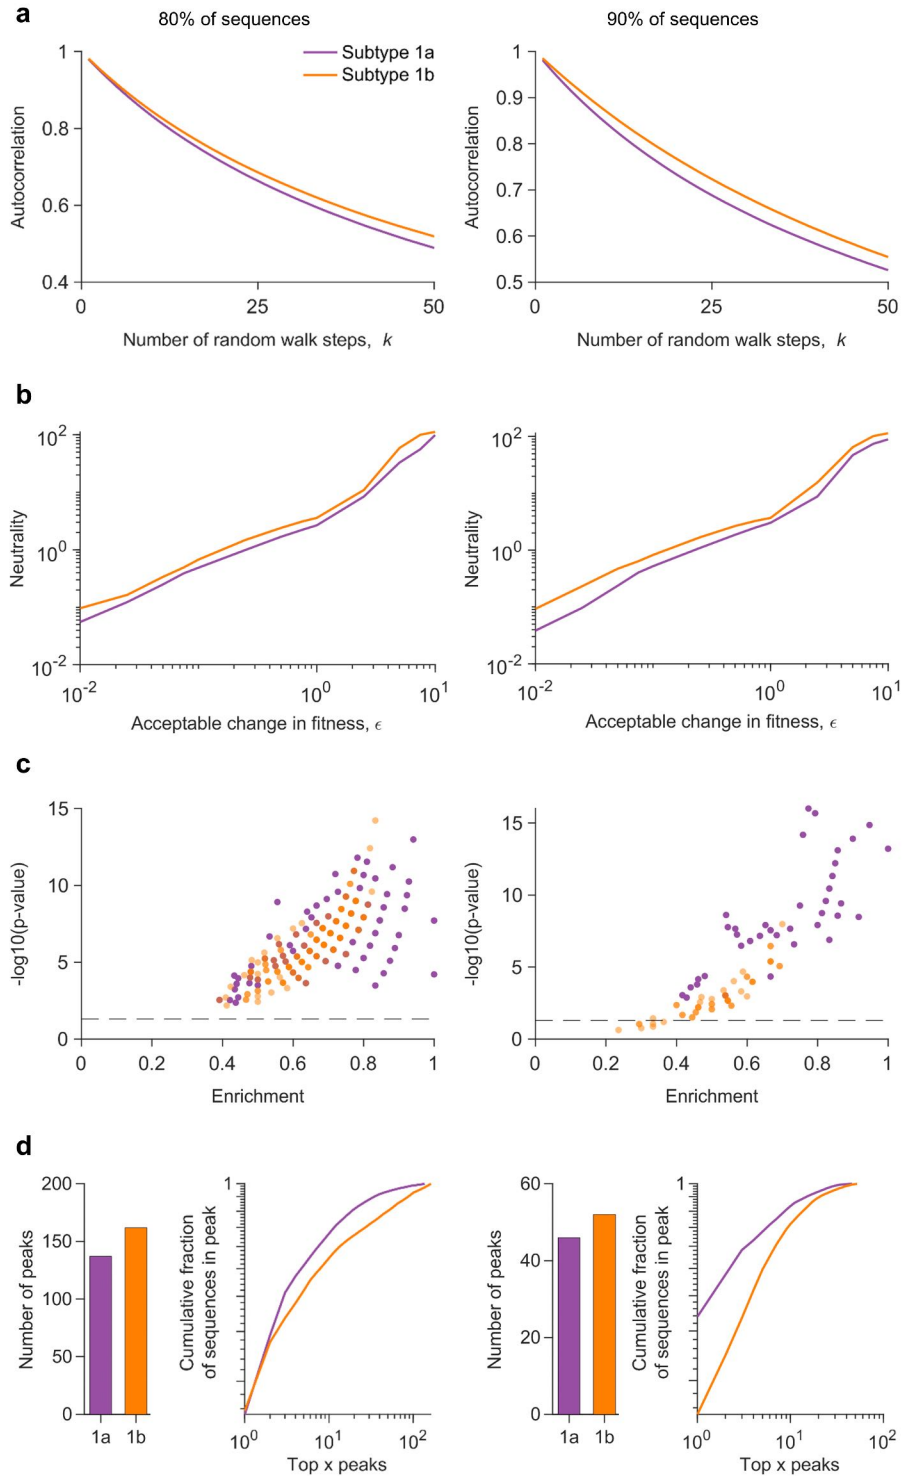 a
80% of sequences
90% of sequences
Subtype 1a
Subtype 1b
Autocorrelation
1
0.8
0.6
0.4
0
25
50
Number of random walk steps, k
Autocorrelation
1
0.9
0.8
0.7
0.6
0.5
0
25
50
Number of random walk steps, k
b
Neutrality
10^2
10^0
10^-2
10^-2
10^0
10^1
Acceptable change in fitness, ϵ
Neutrality
10^2
10^0
10^-2
10^-2
10^0
10^1
Acceptable change in fitness, ϵ
c
-log10(p-value)
15
10
5
0
0
0.2
0.4
0.6
0.8
1
Enrichment
-log10(p-value)
15
10
5
0
0
0.2
0.4
0.6
0.8
1
Enrichment
d
Number of peaks
200
150
100
50
0
1a
1b
Cumulative fraction
of sequences in peak
1
10^0
10^1
10^2
Top x peaks
Number of peaks
60
40
20
0
1a
1b
Cumulative fraction
of sequences in peak
1
10^0
10^1
10^2
Top x peaks